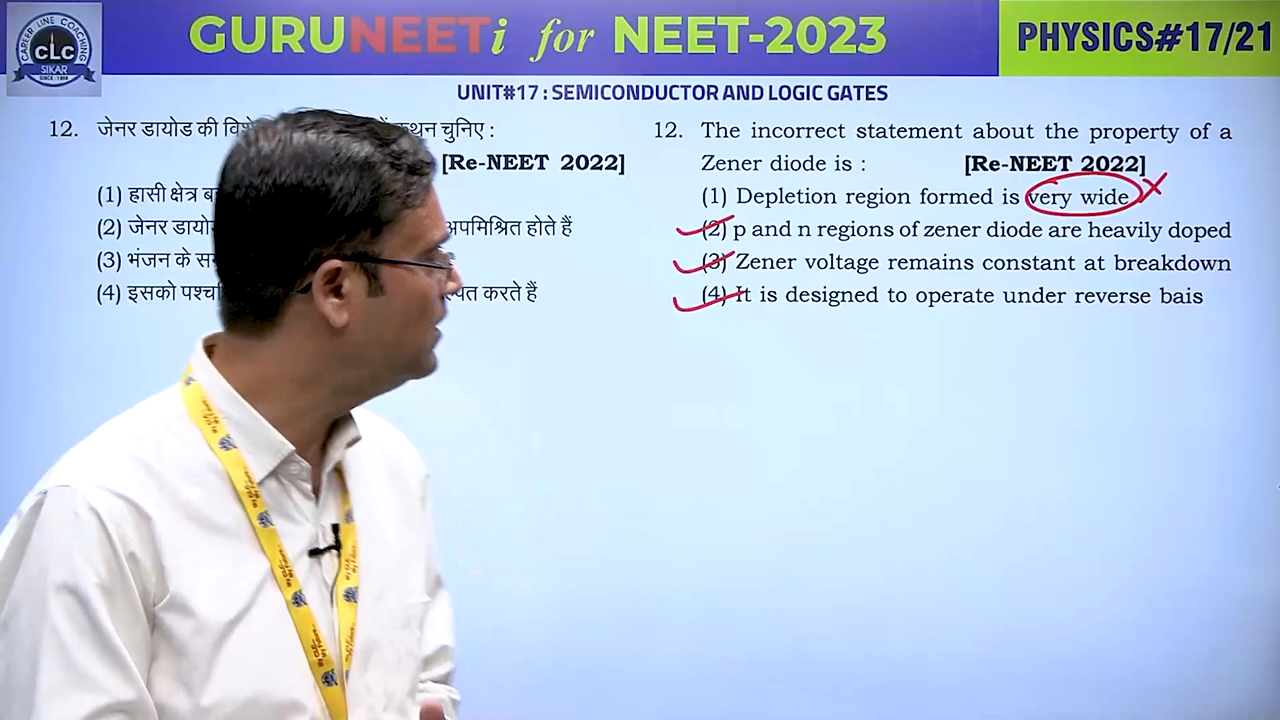 CAREER LINE COACHING
CLC
SIKAR
SINCE : 1996
GURUNEETi for NEET-2023
PHYSICS#17/21
UNIT#17 : SEMICONDUCTOR AND LOGIC GATES
12. जेनर डायोड की कथन चुनिए :
[Re-NEET 2022]
(1) ह्रासी क्षेत्र
(2) जेनर अपमिश्रित होते हैं
(3) भंजन के
(4) इसको करते हैं
12. The incorrect statement about the property of a
Zener diode is : [Re-NEET 2022]
(1) Depletion region formed is very wide
(2) p and n regions of zener diode are heavily doped
(3) Zener voltage remains constant at breakdown
(4) It is designed to operate under reverse bais